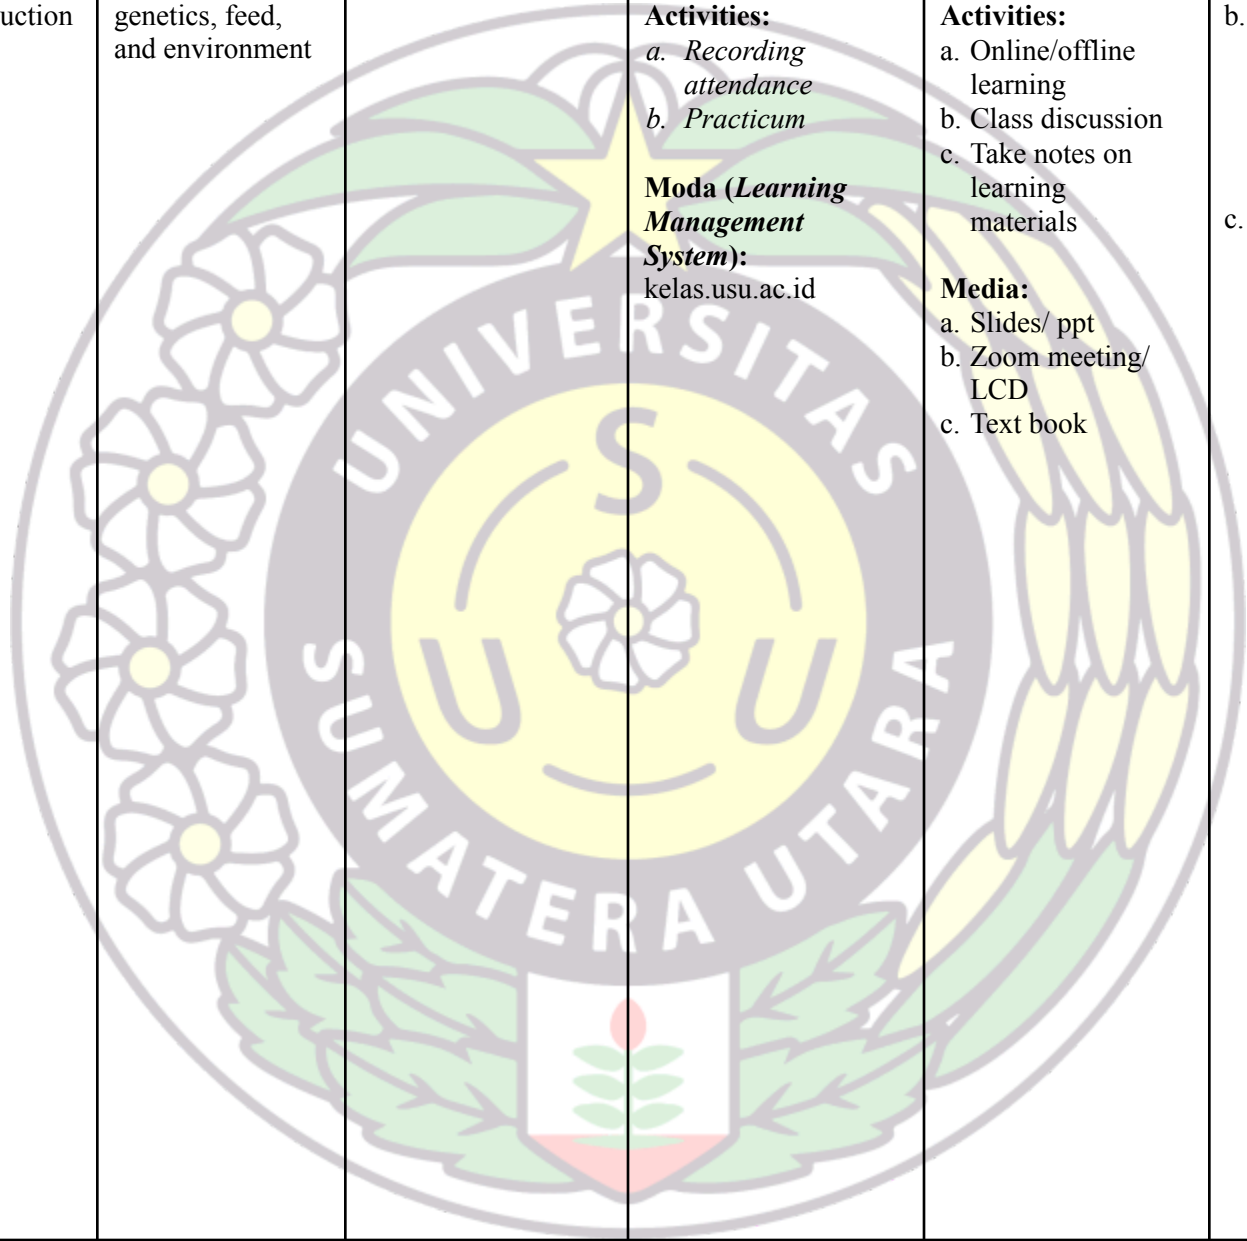 uction
genetics, feed,
and environment
Activities:
a. Recording
attendance
b. Practicum
Moda (Learning
Management
System):
kelas.usu.ac.id
Activities:
a. Online/offline
learning
b. Class discussion
c. Take notes on
learning
materials
Media:
a. Slides/ ppt
b. Zoom meeting/
LCD
c. Text book
b.
c.
UNIVERSITAS
SUMATERA UTARA
S
U U